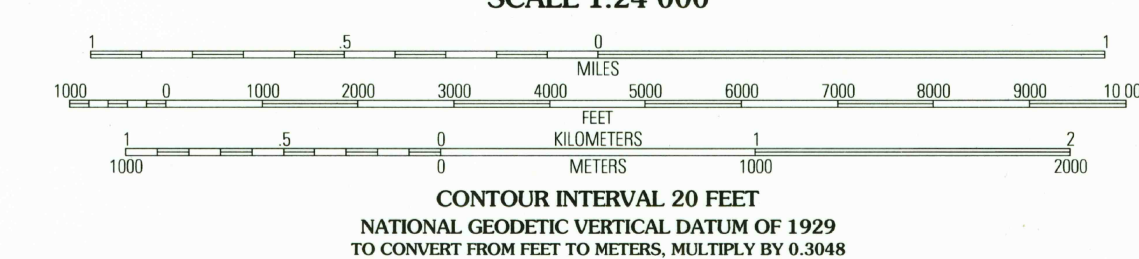 SCALE 1:24 000
1 .5 0 1
MILES
1000 0 1000 2000 3000 4000 5000 6000 7000 8000 9000 10 00
FEET
1 .5 0 KILOMETERS 1 2
1000 0 METERS 1000 2000
CONTOUR INTERVAL 20 FEET
NATIONAL GEODETIC VERTICAL DATUM OF 1929
TO CONVERT FROM FEET TO METERS, MULTIPLY BY 0.3048